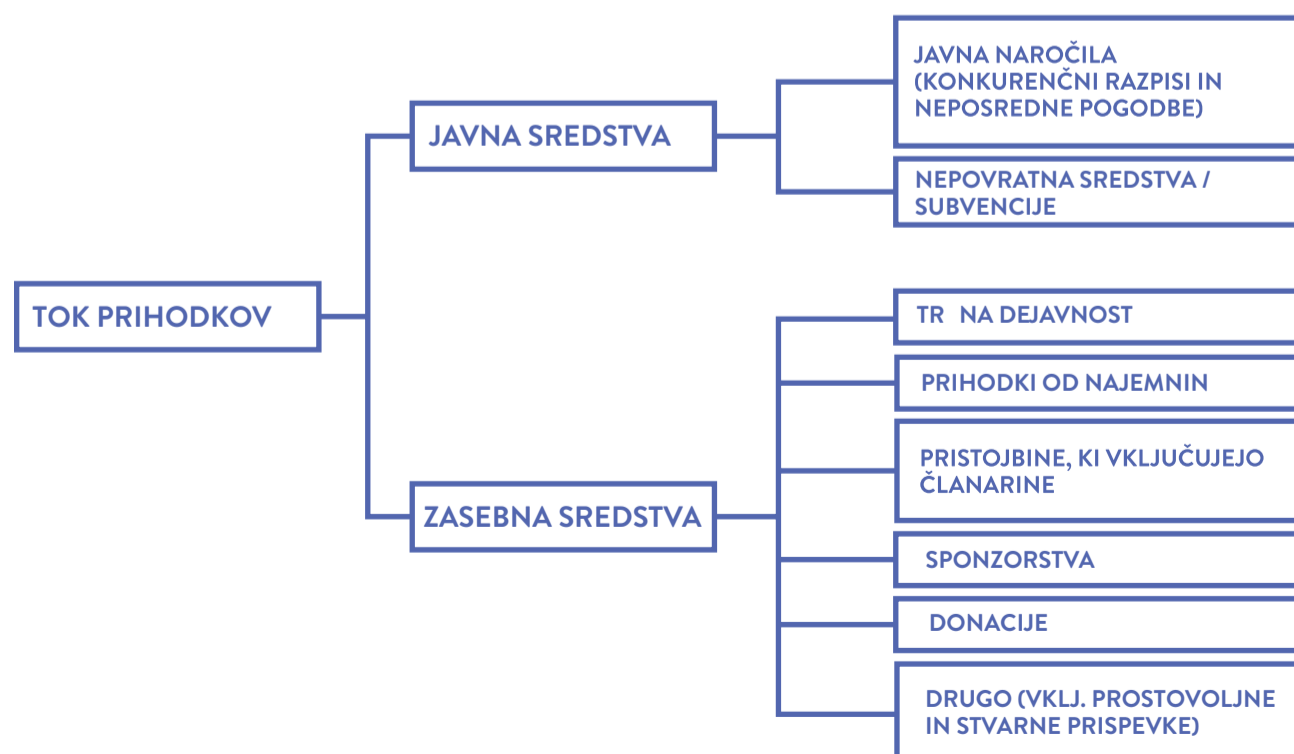 TOK PRIHODKOV
JAVNA SREDSTVA
JAVNA NAROČILA
(KONKURENČNI RAZPISI IN
NEPOSREDNE POGODBE)
NEPOVRATNA SREDSTVA /
SUBVENCIJE
ZASEBNA SREDSTVA
TR NA DEJAVNOST
PRIHODKI OD NAJEMNIN
PRISTOJBINE, KI VKLJUČUJEJO
ČLANARINE
SPONZORSTVA
DONACIJE
DRUGO (VKLJ. PROSTOVOLJNE
IN STVARNE PRISPEVKE)